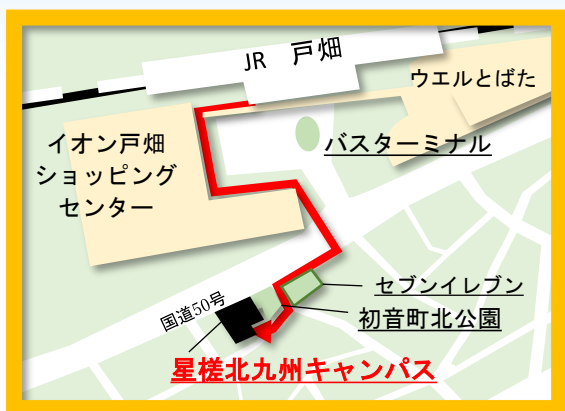 JR 戸畑
ウエルとばた
イオン戸畑
ショッピング
センター
バスターミナル
セブンイレブン
国道50号
初音町北公園
星槎北九州キャンパス